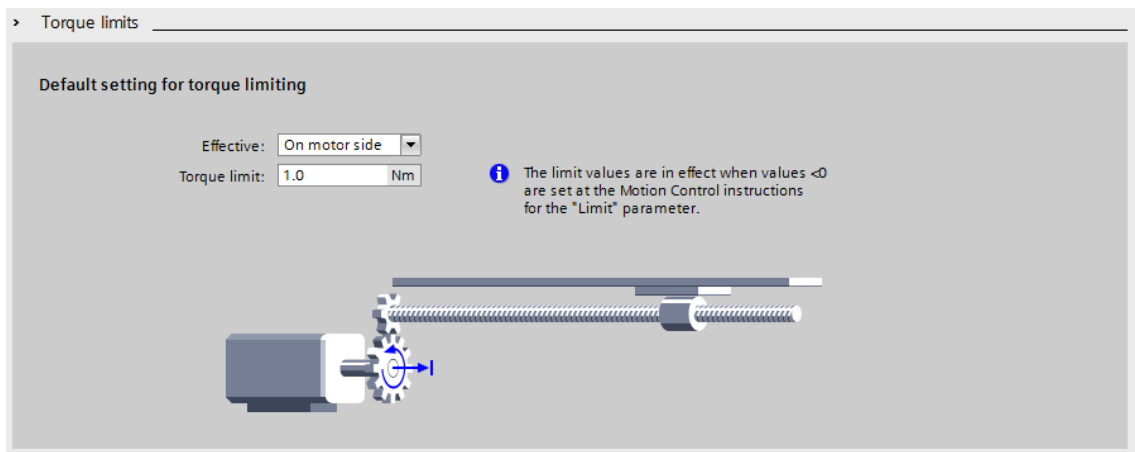 Torque limits
Default setting for torque limiting
Effective: On motor side
Torque limit: 1.0 Nm
The limit values are in effect when values <0
are set at the Motion Control instructions
for the "Limit" parameter.